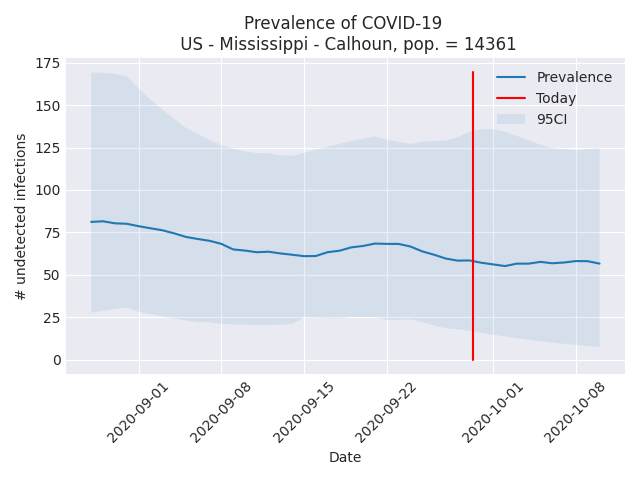 Prevalence of COVID-19
US - Mississippi - Calhoun, pop. = 14361
# undetected infections
175
150
125
100
75
50
25
0
Prevalence
Today
95CI
2020-09-01
2020-09-08
2020-09-15
2020-09-22
2020-10-01
2020-10-08
Date